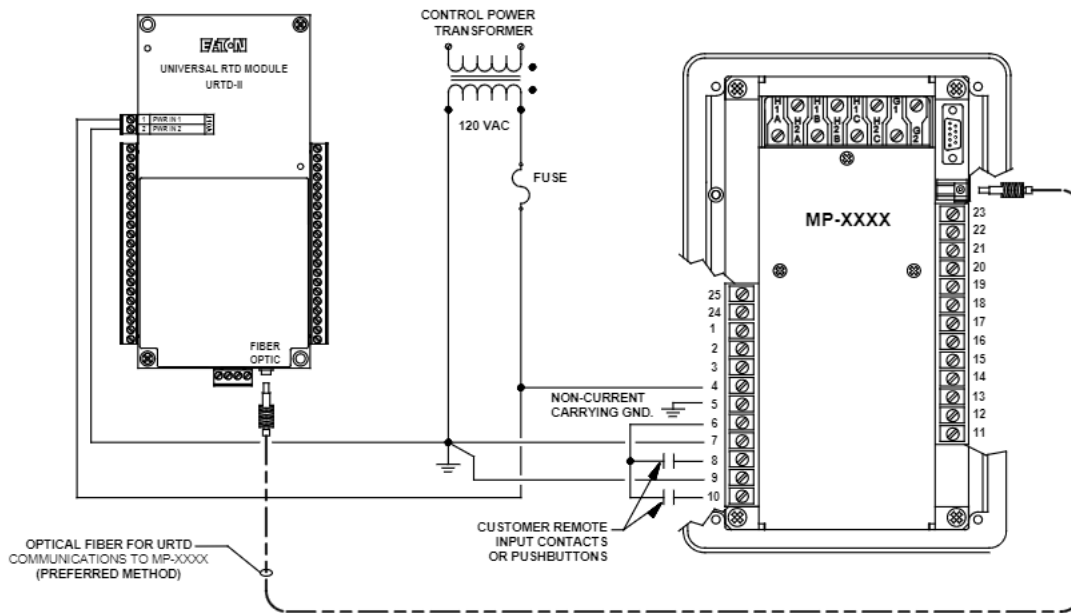 CONTROL POWER
TRANSFORMER
120 VAC
FUSE
EATON
UNIVERSAL RTD MODULE
URTD-II
1 PWR IN 1
2 PWR IN 2
FIBER
OPTIC
OPTICAL FIBER FOR URTD
COMMUNICATIONS TO MP-XXXX
(PREFERRED METHOD)
NON-CURRENT
CARRYING GND.
CUSTOMER REMOTE
INPUT CONTACTS
OR PUSHBUTTONS
H1A
H2A
H1B
H2B
H1C
H2C
G1
G2
MP-XXXX
25
24
1
2
3
4
5
6
7
8
9
10
23
22
21
20
19
18
17
16
15
14
13
12
11